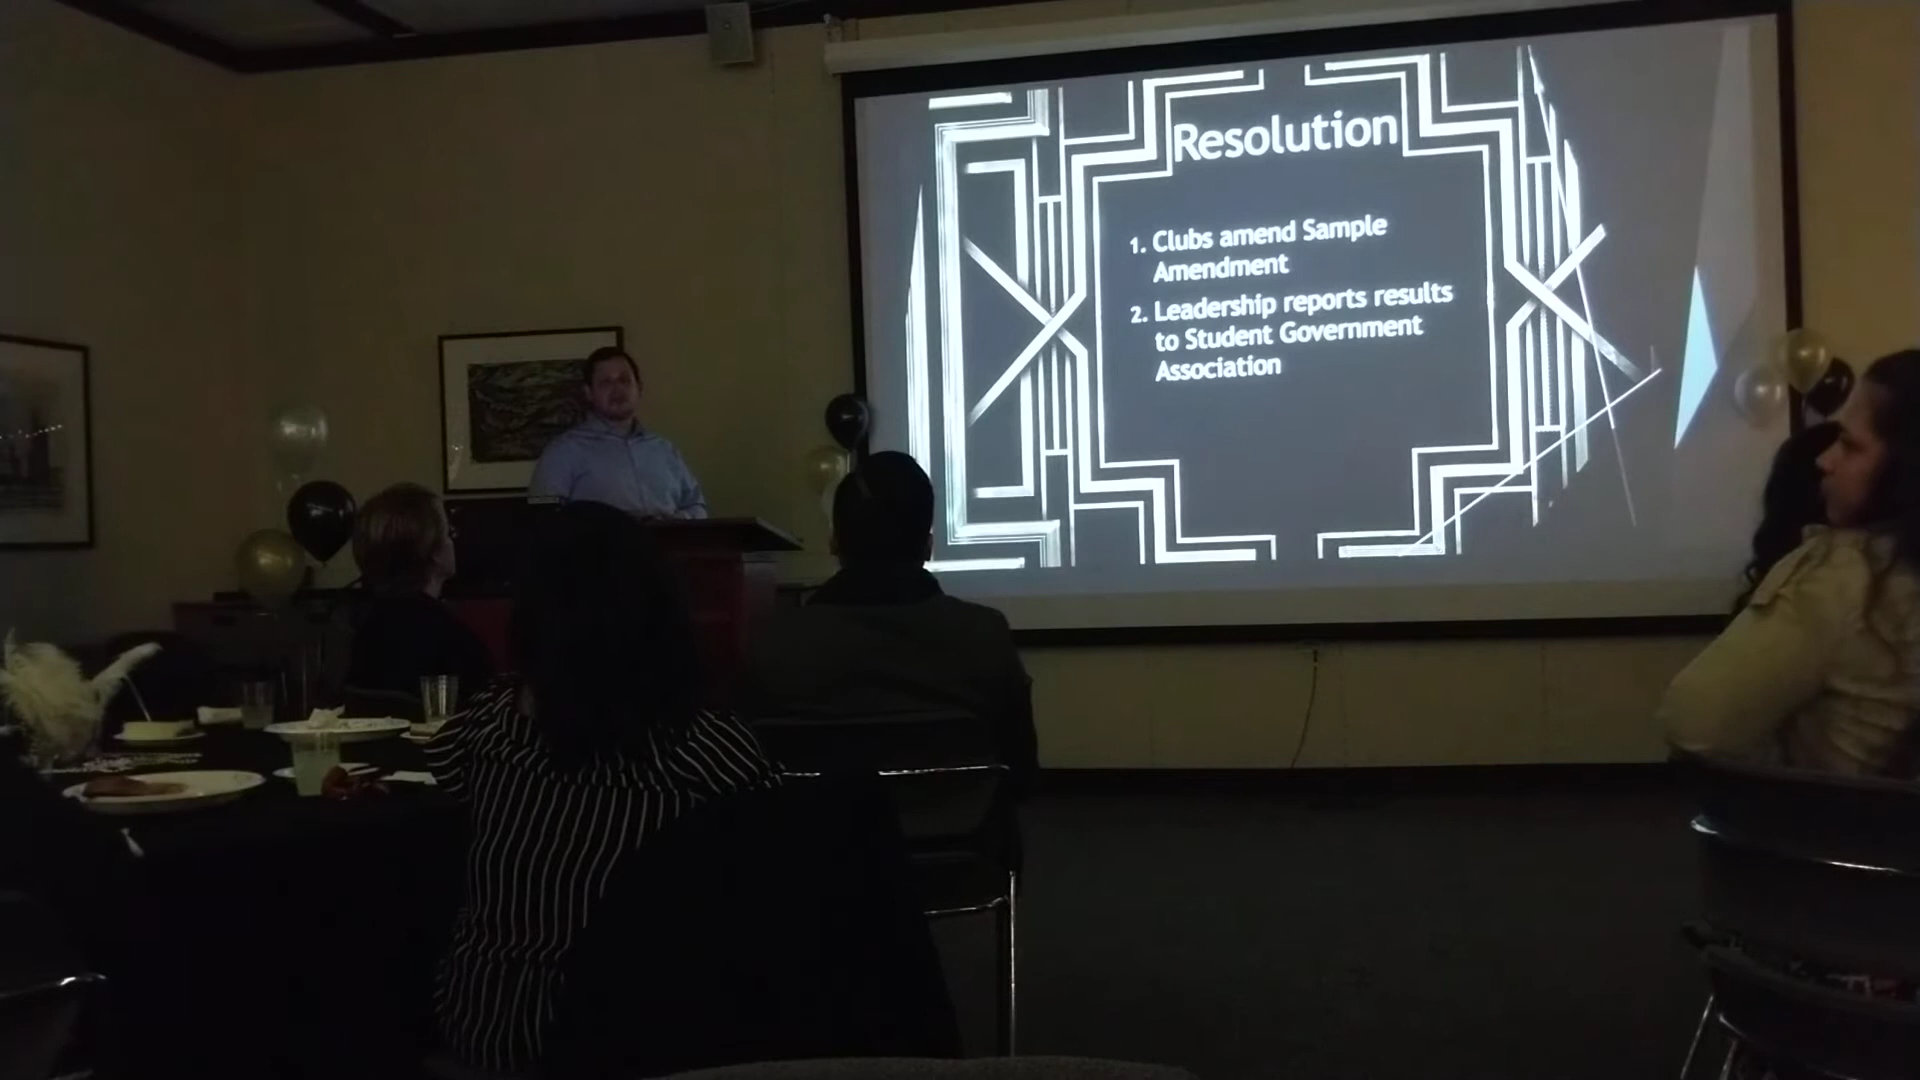 Resolution
1. Clubs amend Sample
Amendment
2. Leadership reports results
to Student Government
Association